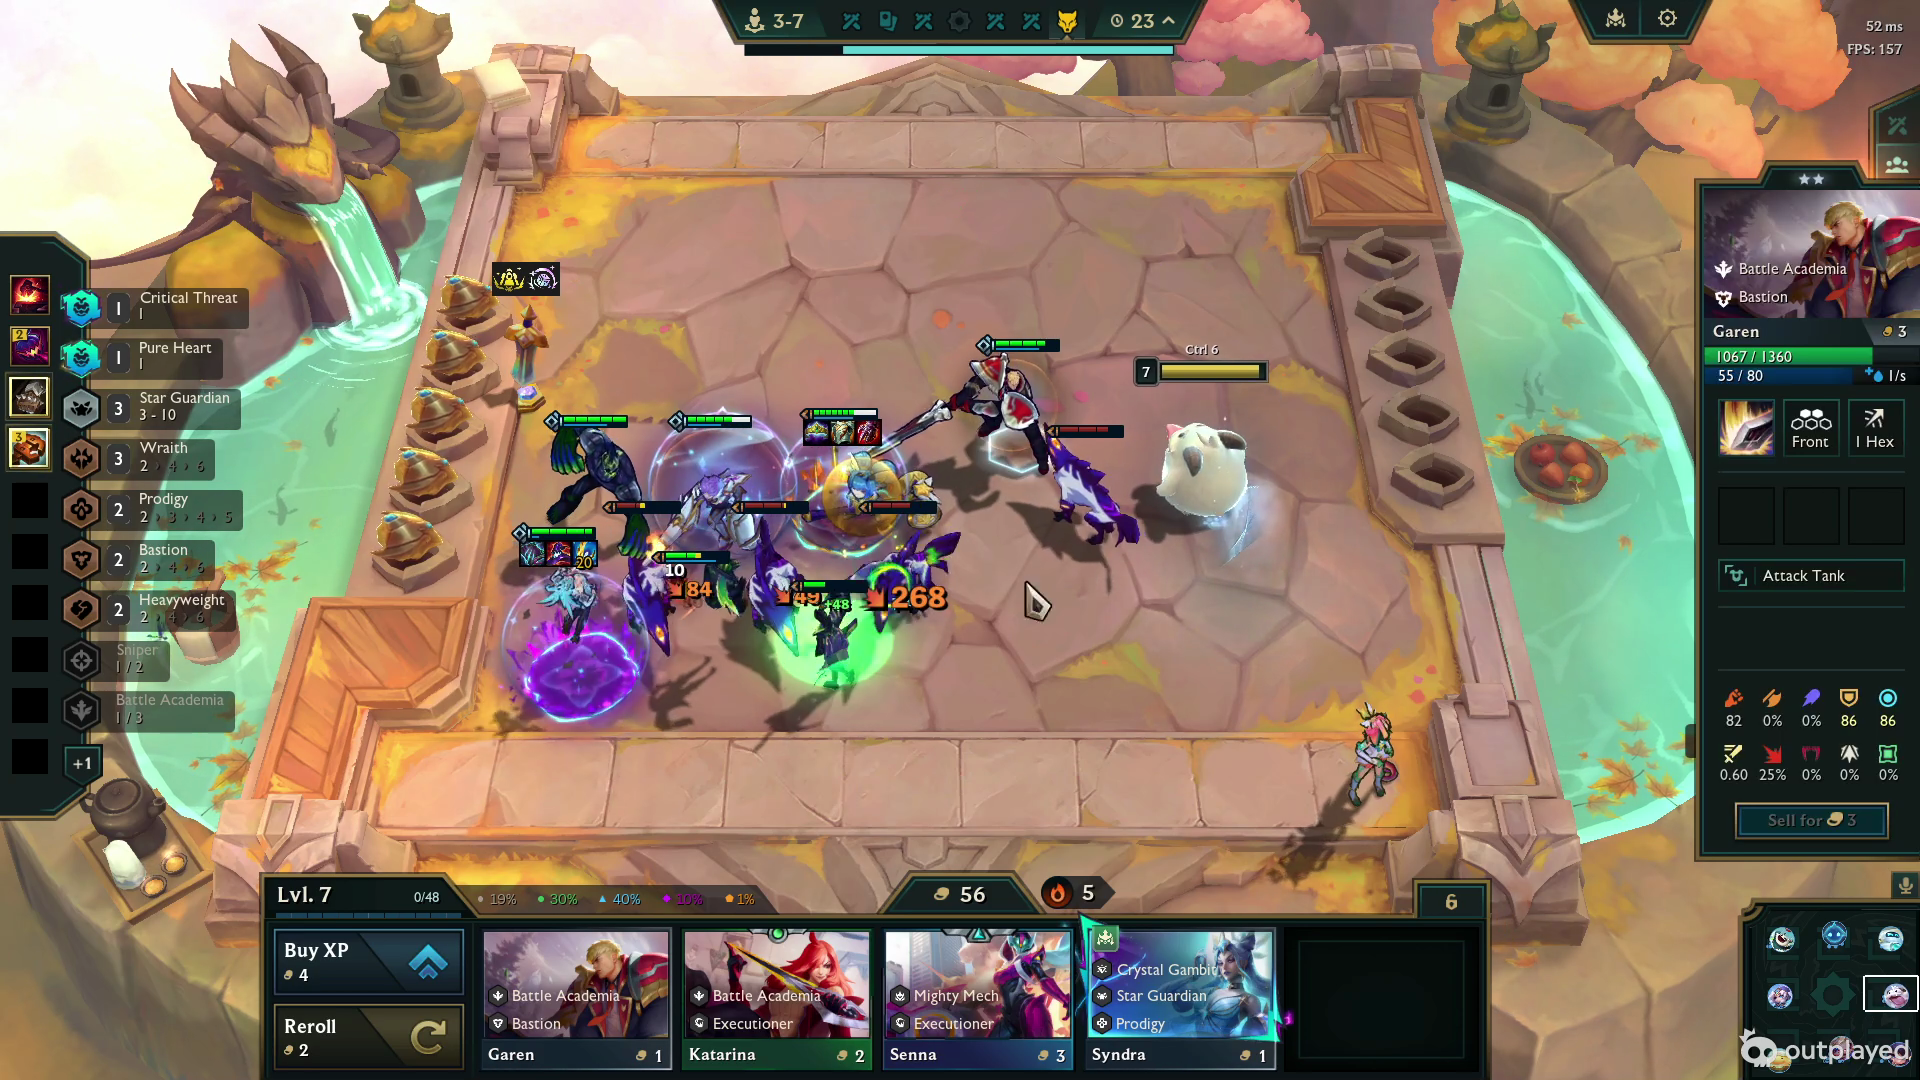 3-7
23
52 ms
FPS: 157
1
Critical Threat
1
1
Pure Heart
1
3
Star Guardian
3 - 10
3
Wraith
2 › 4 › 6
2
Prodigy
2 › 3 › 4 › 5
2
Bastion
2 › 4 › 6
2
Heavyweight
2 › 4 › 6
Sniper
1 / 2
Battle Academia
1 / 3
+1
2
3
Ctrl 6
7
20
10
84
49
+48
268
Battle Academia
Bastion
Garen
3
1067 / 1360
55 / 80
1/s
Front
1 Hex
Attack Tank
82
0%
0%
86
86
0.60
25%
0%
0%
0%
Sell for 3
Lvl. 7
0/48
19%
30%
40%
10%
1%
56
5
6
Buy XP
4
Reroll
2
Battle Academia
Bastion
Garen
1
Battle Academia
Executioner
Katarina
2
Mighty Mech
Executioner
Senna
3
Crystal Gambit
Star Guardian
Prodigy
Syndra
1
outplayed